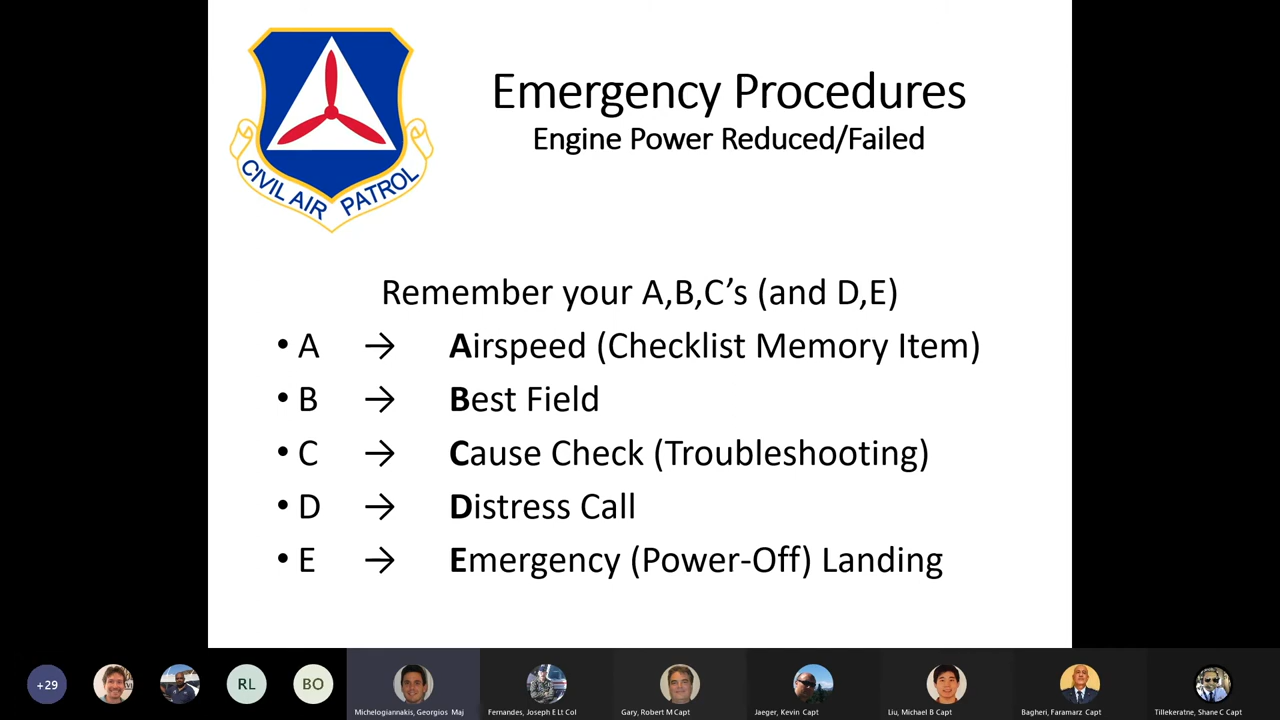 CIVIL AIR PATROL
Emergency Procedures
Engine Power Reduced/Failed
Remember your A,B,C’s (and D,E)
• A → Airspeed (Checklist Memory Item)
• B → Best Field
• C → Cause Check (Troubleshooting)
• D → Distress Call
• E → Emergency (Power-Off) Landing
+29
RL
BO
Michelogiannakis, Georgios Maj
Fernandes, Joseph E Lt Col
Gary, Robert M Capt
Jaeger, Kevin Capt
Liu, Michael B Capt
Bagheri, Faramarz Capt
Tillekeratne, Shane C Capt